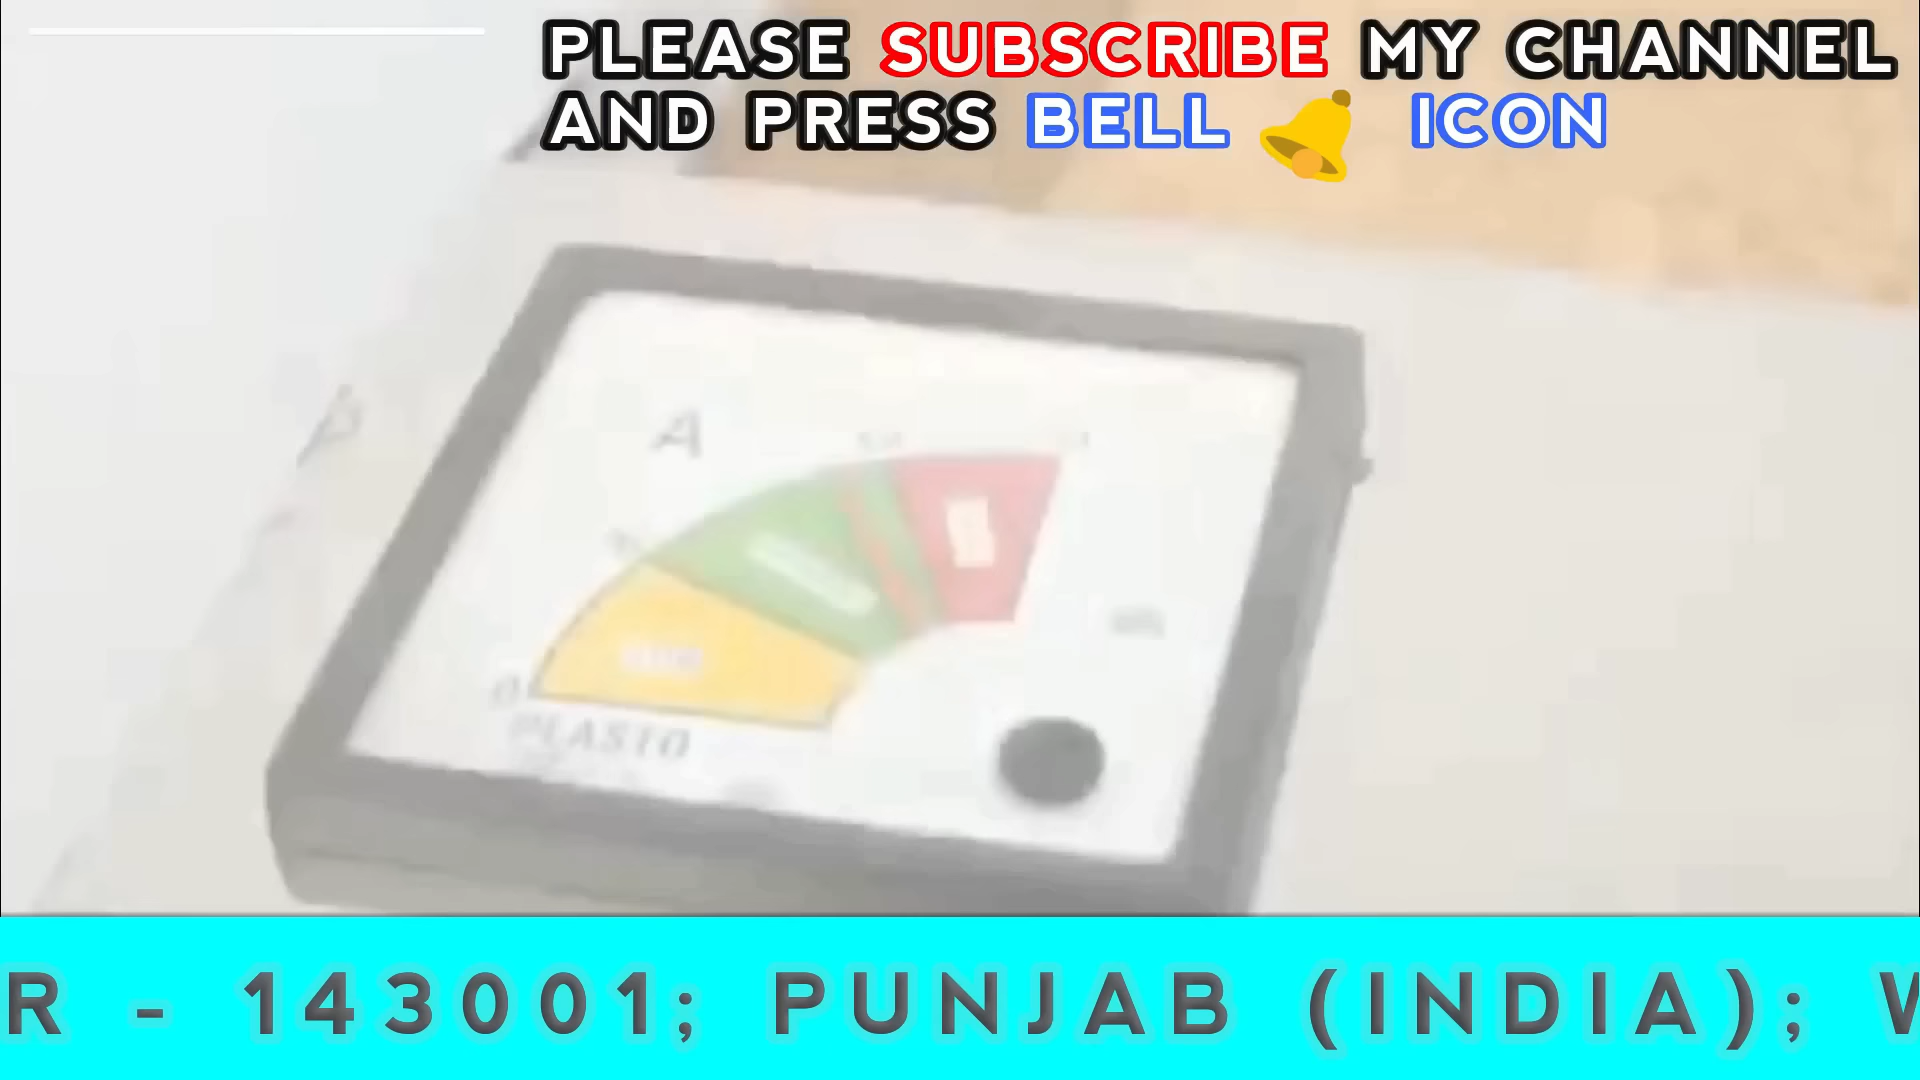 PLEASE SUBSCRIBE MY CHANNEL
AND PRESS BELL 🔔 ICON
A
0
PLASTO
R - 143001; PUNJAB (INDIA); W